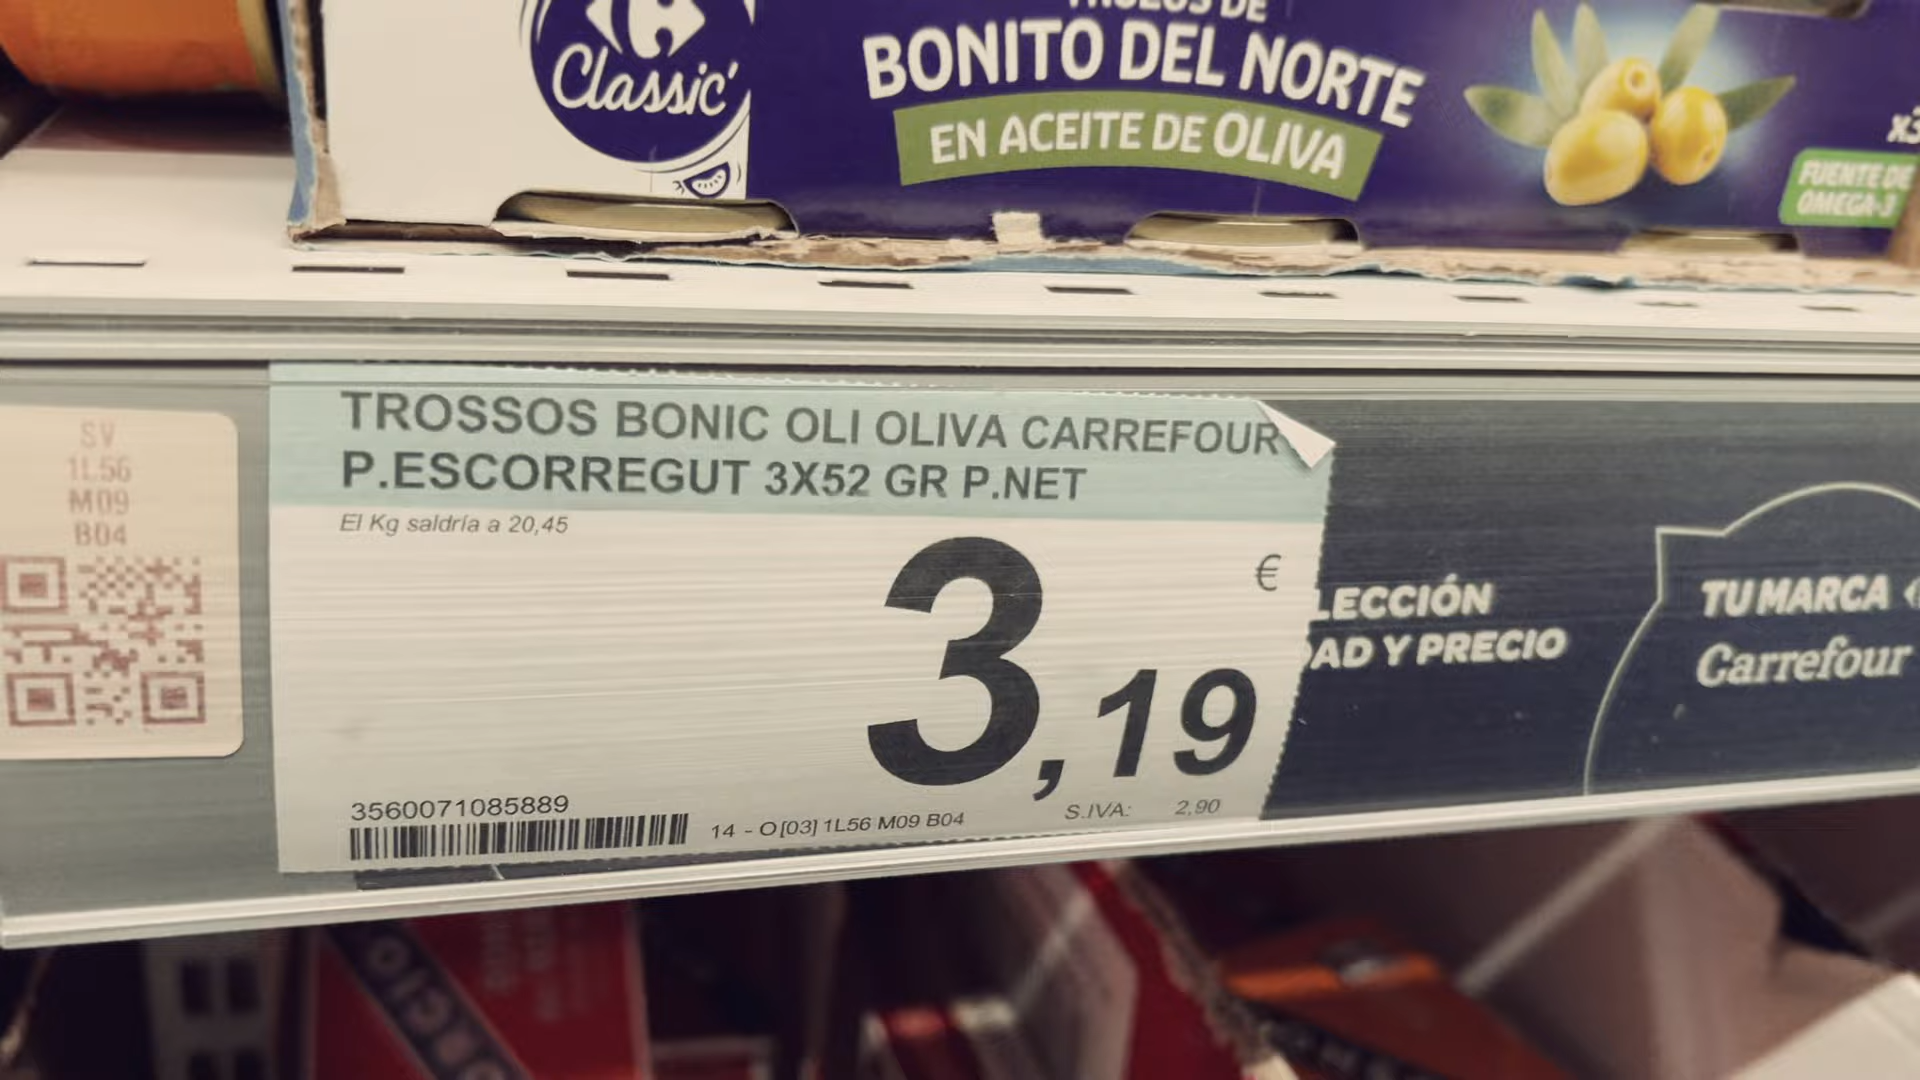 Classic'
BONITO DEL NORTE
EN ACEITE DE OLIVA
FUENTE DE
OMEGA-3
TROSSOS BONIC OLI OLIVA CARREFOUR
P.ESCORREGUT 3X52 GR P.NET
El Kg saldría a 20,45
3,19
€
3560071085889
14 - O[03] 1L56 M09 B04
S.IVA: 2,90
SV
1L56
M09
B04
LECCIÓN
AD Y PRECIO
TU MARCA
Carrefour